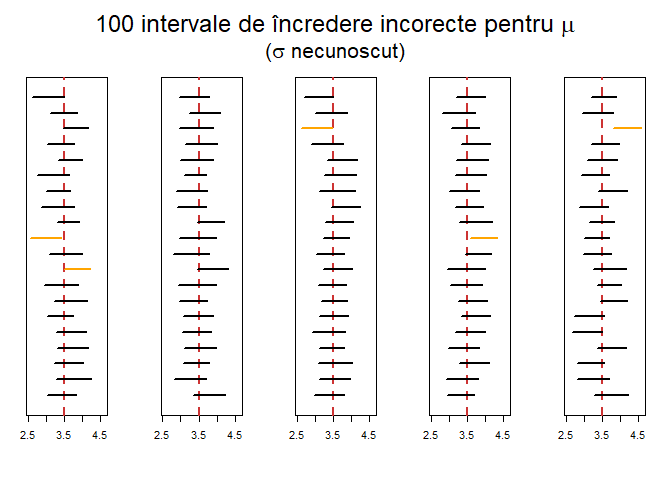 100 intervale de încredere incorecte pentru μ
(σ necunoscut)
2.5 3.5 4.5 2.5 3.5 4.5 2.5 3.5 4.5 2.5 3.5 4.5 2.5 3.5 4.5